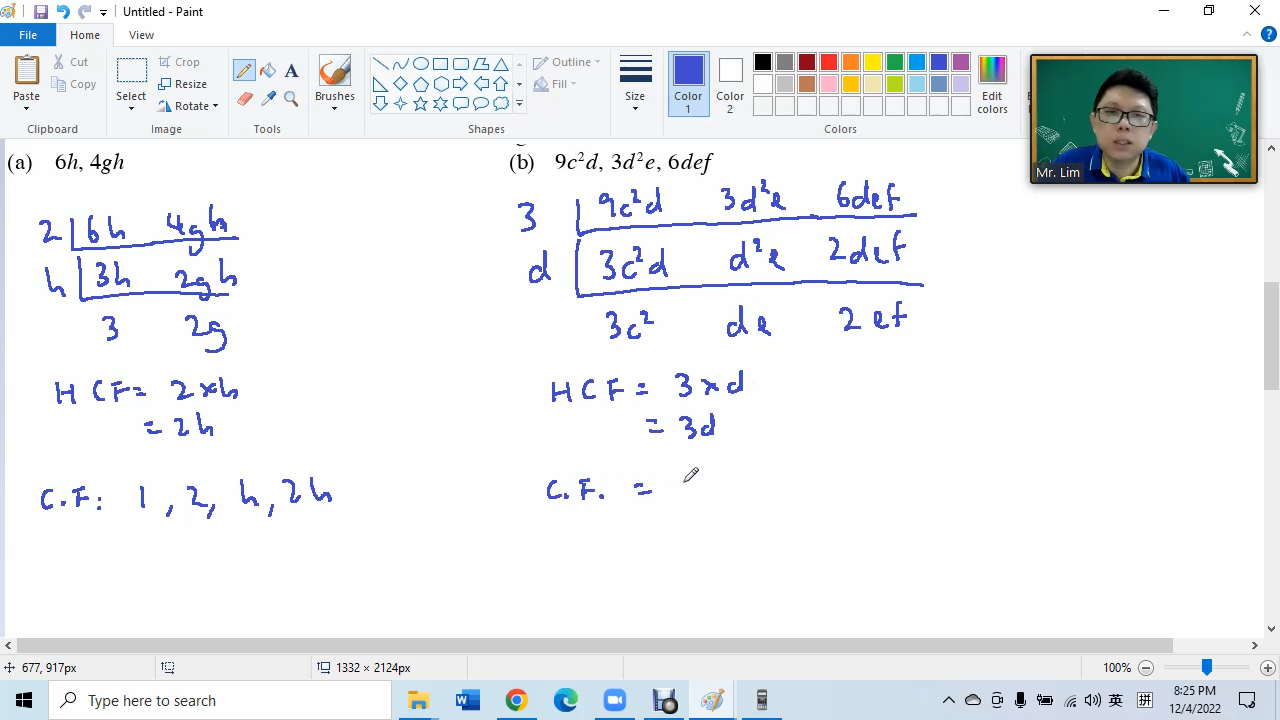 Untitled - Paint
File Home View
Paste
Cut
Copy
Clipboard
Select
Crop
Resize
Rotate
Image
Tools
Brushes
Shapes
Outline
Fill
Size
Color 1
Color 2
Colors
Edit colors
Mr. Lim
(a) 6h, 4gh
2 6h 4gh
h 3h 2gh
3 2g
HCF = 2 × h
= 2h
C.F: 1, 2, h, 2h
(b) 9c²d, 3d²e, 6def
3 9c²d 3d²e 6def
d 3c²d d²e 2def
3c² de 2ef
HCF = 3 × d
= 3d
C.F. =
677, 917px
1332 × 2124px
100%
Type here to search
英 拼
8:25 PM
12/4/2022